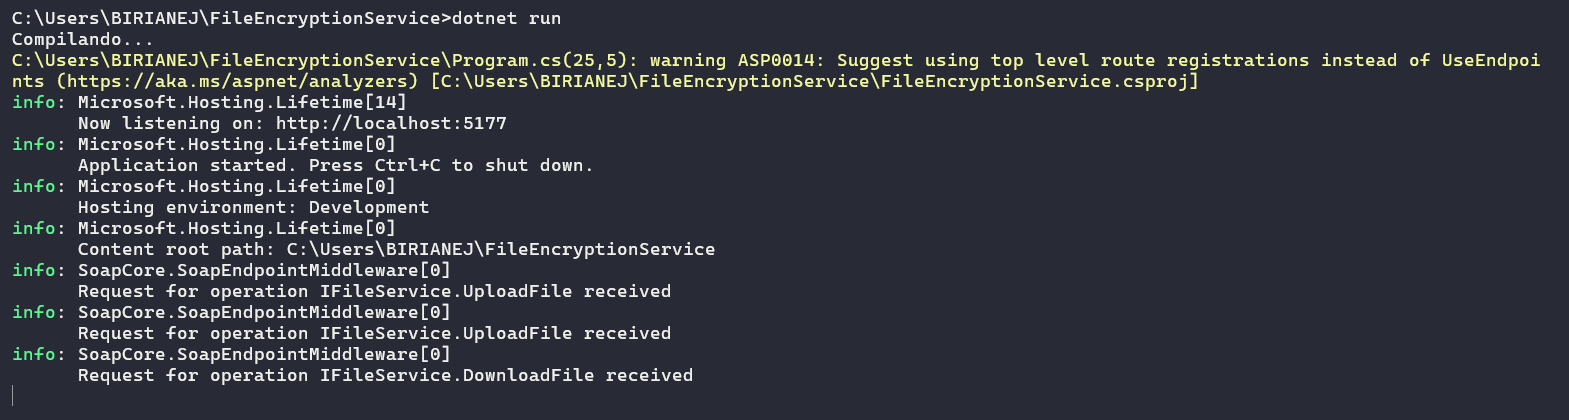 C:\Users\BIRIANEJ\FileEncryptionService>dotnet run
Compilando...
C:\Users\BIRIANEJ\FileEncryptionService\Program.cs(25,5): warning ASP0014: Suggest using top level route registrations instead of UseEndpoi
nts (https://aka.ms/aspnet/analyzers) [C:\Users\BIRIANEJ\FileEncryptionService\FileEncryptionService.csproj]
info: Microsoft.Hosting.Lifetime[14]
      Now listening on: http://localhost:5177
info: Microsoft.Hosting.Lifetime[0]
      Application started. Press Ctrl+C to shut down.
info: Microsoft.Hosting.Lifetime[0]
      Hosting environment: Development
info: Microsoft.Hosting.Lifetime[0]
      Content root path: C:\Users\BIRIANEJ\FileEncryptionService
info: SoapCore.SoapEndpointMiddleware[0]
      Request for operation IFileService.UploadFile received
info: SoapCore.SoapEndpointMiddleware[0]
      Request for operation IFileService.UploadFile received
info: SoapCore.SoapEndpointMiddleware[0]
      Request for operation IFileService.DownloadFile received